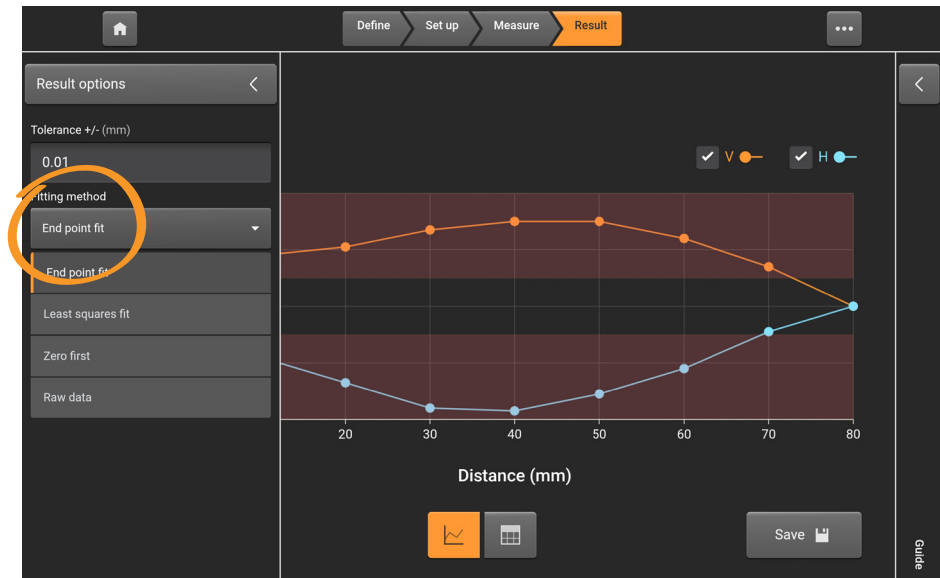 Define
Set up
Measure
Result
Result options
Tolerance +/- (mm)
0.01
Fitting method
End point fit
End point fit
Least squares fit
Zero first
Raw data
V
H
20 30 40 50 60 70 80
Distance (mm)
Save
Guide